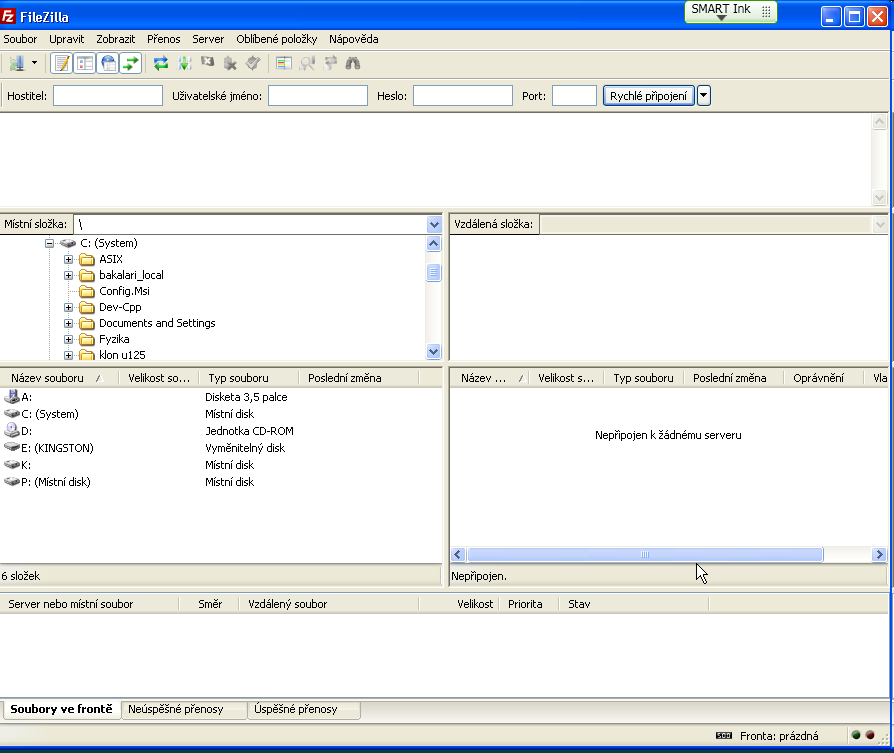 FileZilla
SMART Ink
Soubor Upravit Zobrazit Přenos Server Oblíbené položky Nápověda
Hostitel: Uživatelské jméno: Heslo: Port: Rychlé připojení
Místní složka: \
Vzdálená složka:
C: (System)
ASIX
bakalari_local
Config.Msi
Dev-Cpp
Documents and Settings
Fyzika
klon u125
Název souboru Velikost so... Typ souboru Poslední změna
A: Disketa 3,5 palce
C: (System) Místní disk
D: Jednotka CD-ROM
E: (KINGSTON) Vyměnitelný disk
K: Místní disk
P: (Místní disk) Místní disk
6 složek
Název ... Velikost s... Typ souboru Poslední změna Oprávnění Vla
Nepřipojen k žádnému serveru
Nepřipojen.
Server nebo místní soubor Směr Vzdálený soubor Velikost Priorita Stav
Soubory ve frontě Neúspěšné přenosy Úspěšné přenosy
Fronta: prázdná